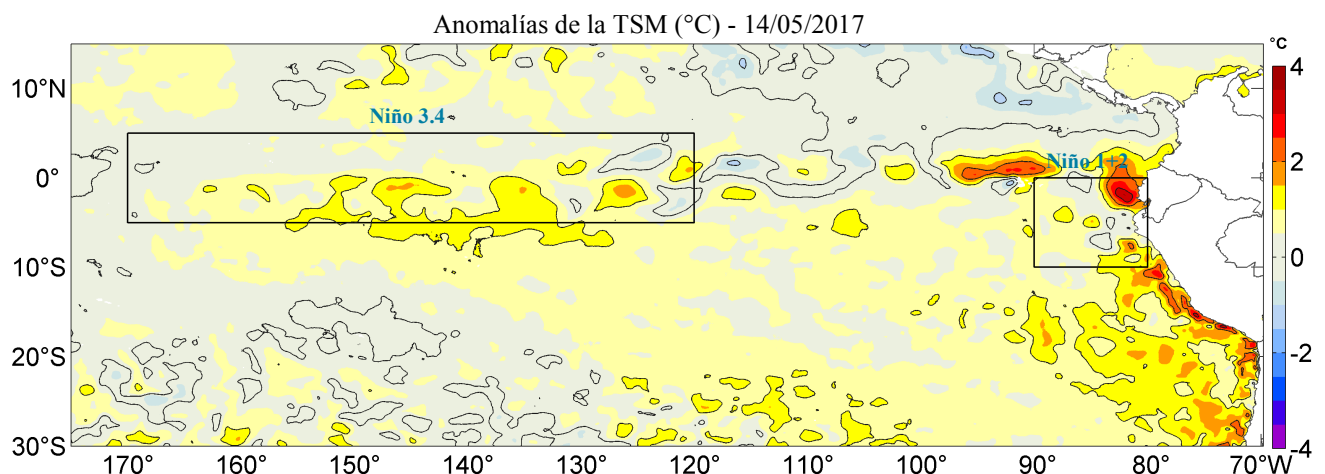 Anomalías de la TSM (°C) - 14/05/2017
°c
4
10°N
Niño 3.4
2
0°
Niño 1+2
0
10°S
20°S
-2
30°S
-4
170 160 150 140 130 120 110 100 90 80 70°W